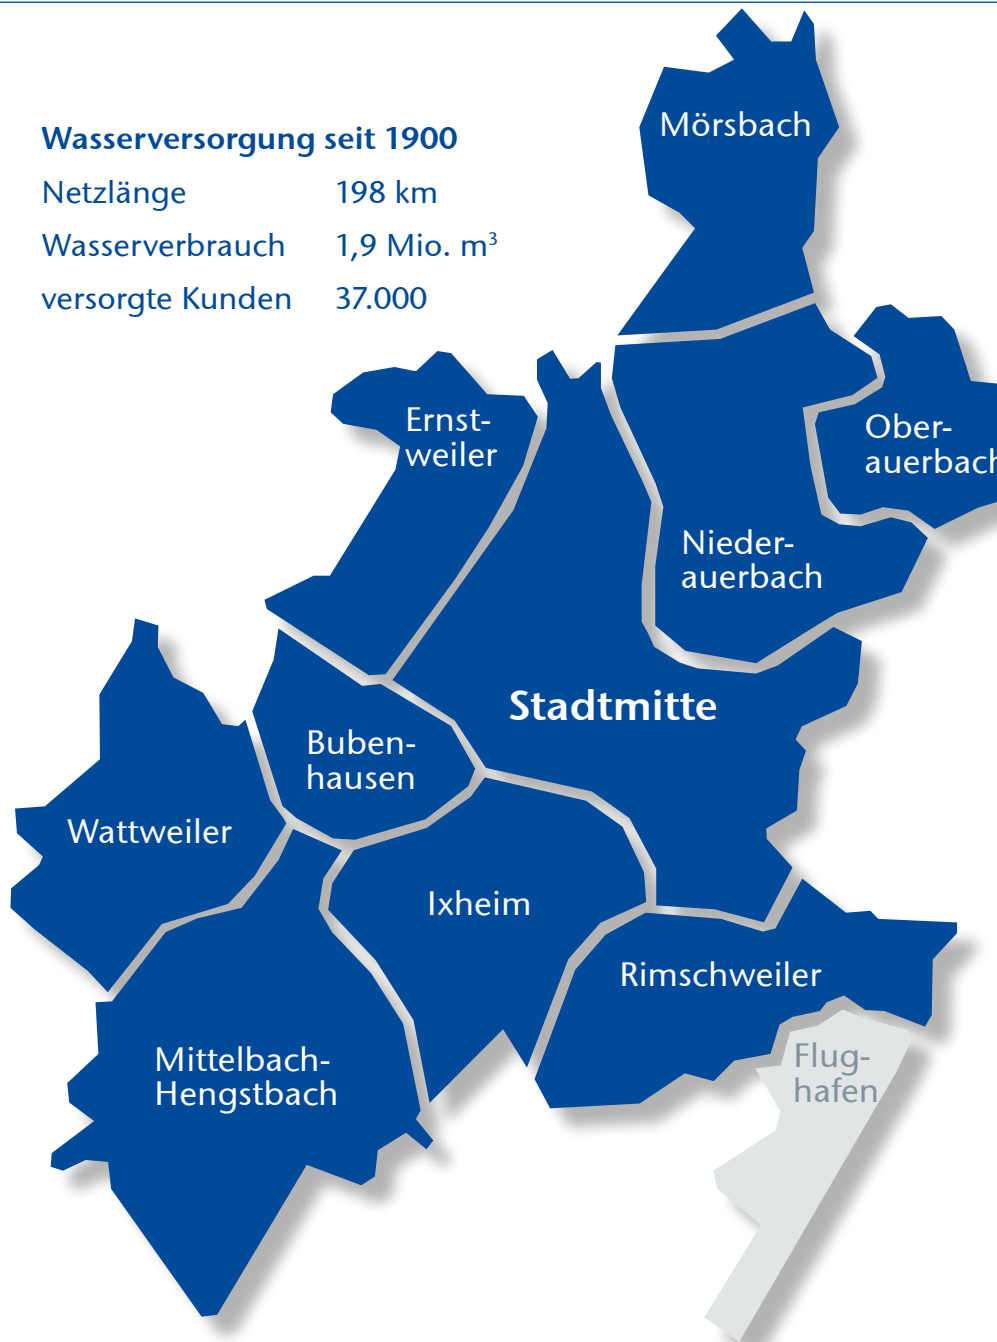 Wasserversorgung seit 1900
Netzlänge 198 km
Wasserverbrauch 1,9 Mio. m³
versorgte Kunden 37.000
Mörsbach
Ernst-
weiler
Ober-
auerbach
Nieder-
auerbach
Stadtmitte
Buben-
hausen
Wattweiler
Ixheim
Rimschweiler
Mittelbach-
Hengstbach
Flug-
hafen